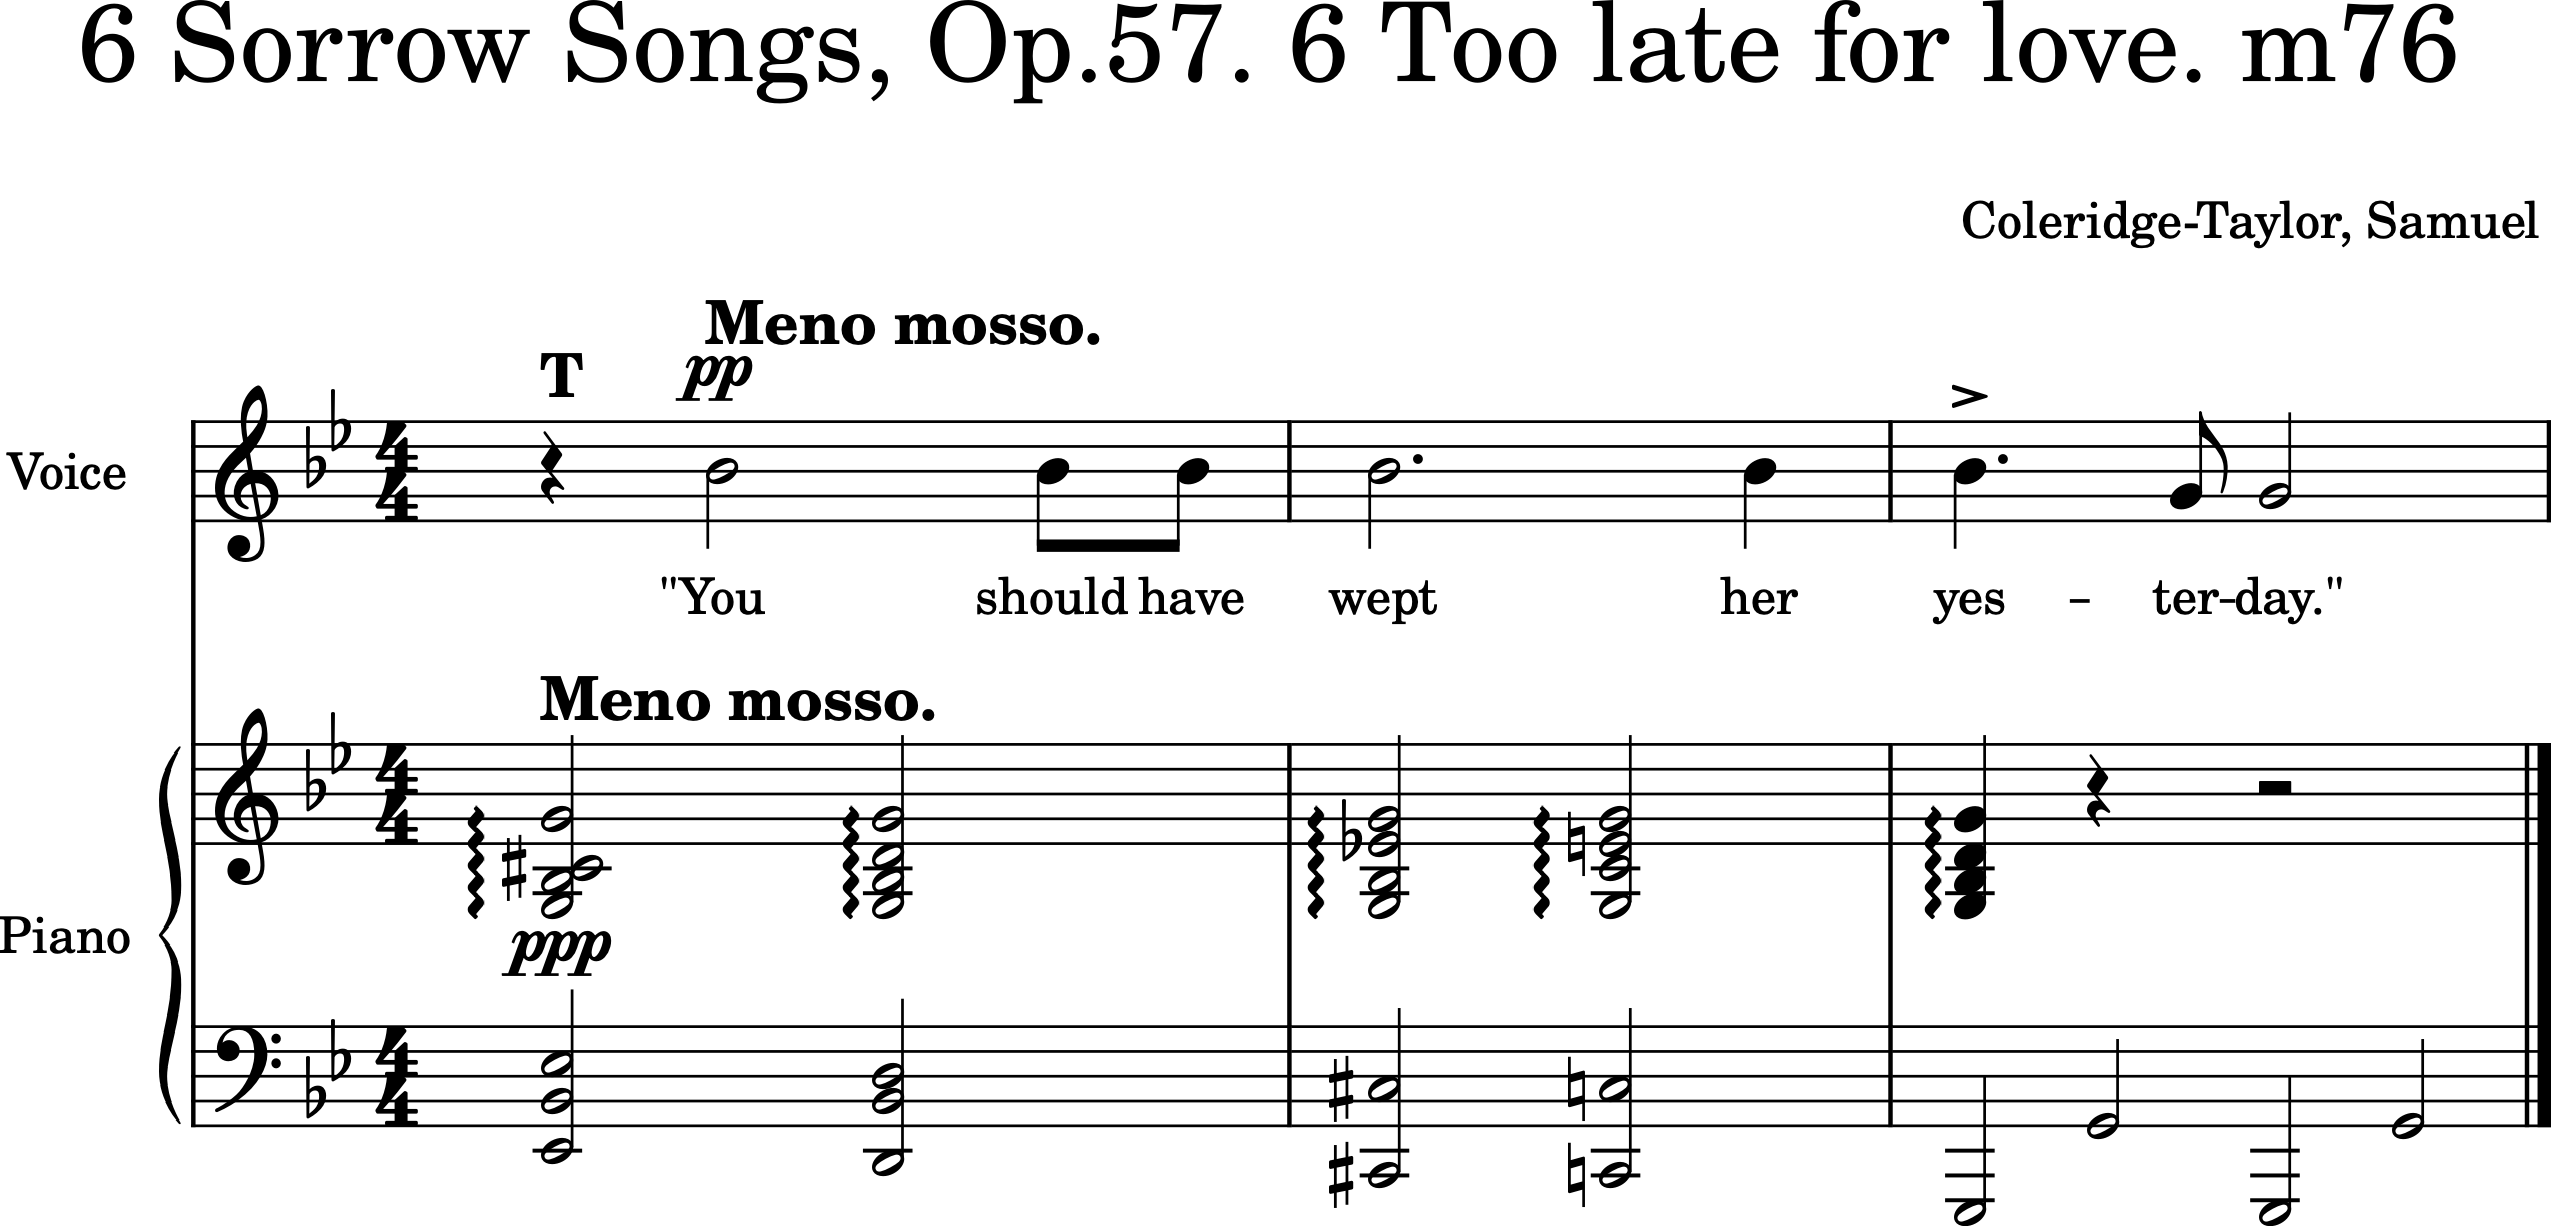 6 Sorrow Songs, Op.57. 6 Too late for love. m76
Coleridge-Taylor, Samuel
Meno mosso.
T
pp
Voice
"You should have wept her yes - ter-day."
Meno mosso.
Piano
ppp